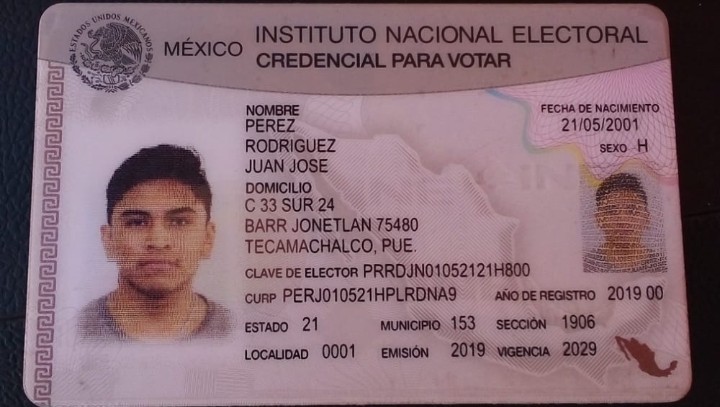 ESTADOS UNIDOS MEXICANOS
MÉXICO INSTITUTO NACIONAL ELECTORAL
CREDENCIAL PARA VOTAR
NOMBRE
PEREZ
RODRIGUEZ
JUAN JOSE
FECHA DE NACIMIENTO
21/05/2001
SEXO H
DOMICILIO
C 33 SUR 24
BARR JONETLAN 75480
TECAMACHALCO, PUE.
CLAVE DE ELECTOR PRRDJN01052121H800
CURP PERJ010521HPLRDNA9 AÑO DE REGISTRO 2019 00
ESTADO 21 MUNICIPIO 153 SECCIÓN 1906
LOCALIDAD 0001 EMISIÓN 2019 VIGENCIA 2029